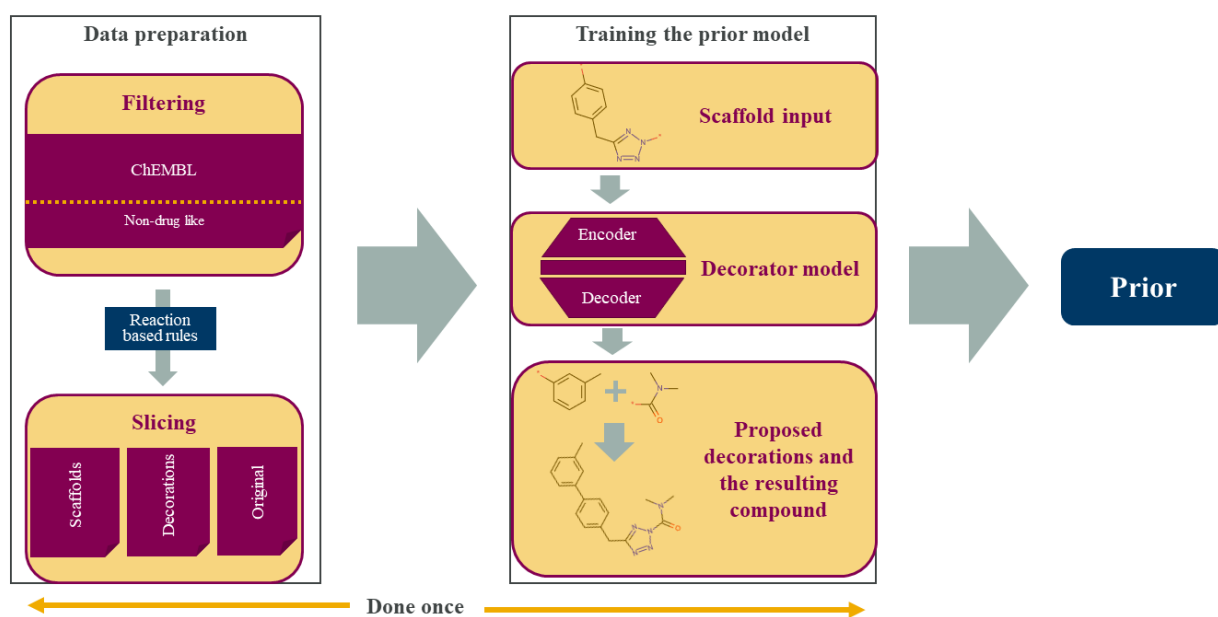 Data preparation
Filtering
ChEMBL
Non-drug like
Reaction
based rules
Slicing
Scaffolds
Decorations
Original
Training the prior model
Scaffold input
N
N
N
N
Encoder
Decoder
Decorator model
N
O
N
O
N
N
N
N
Proposed
decorations and
the resulting
compound
Prior
Done once